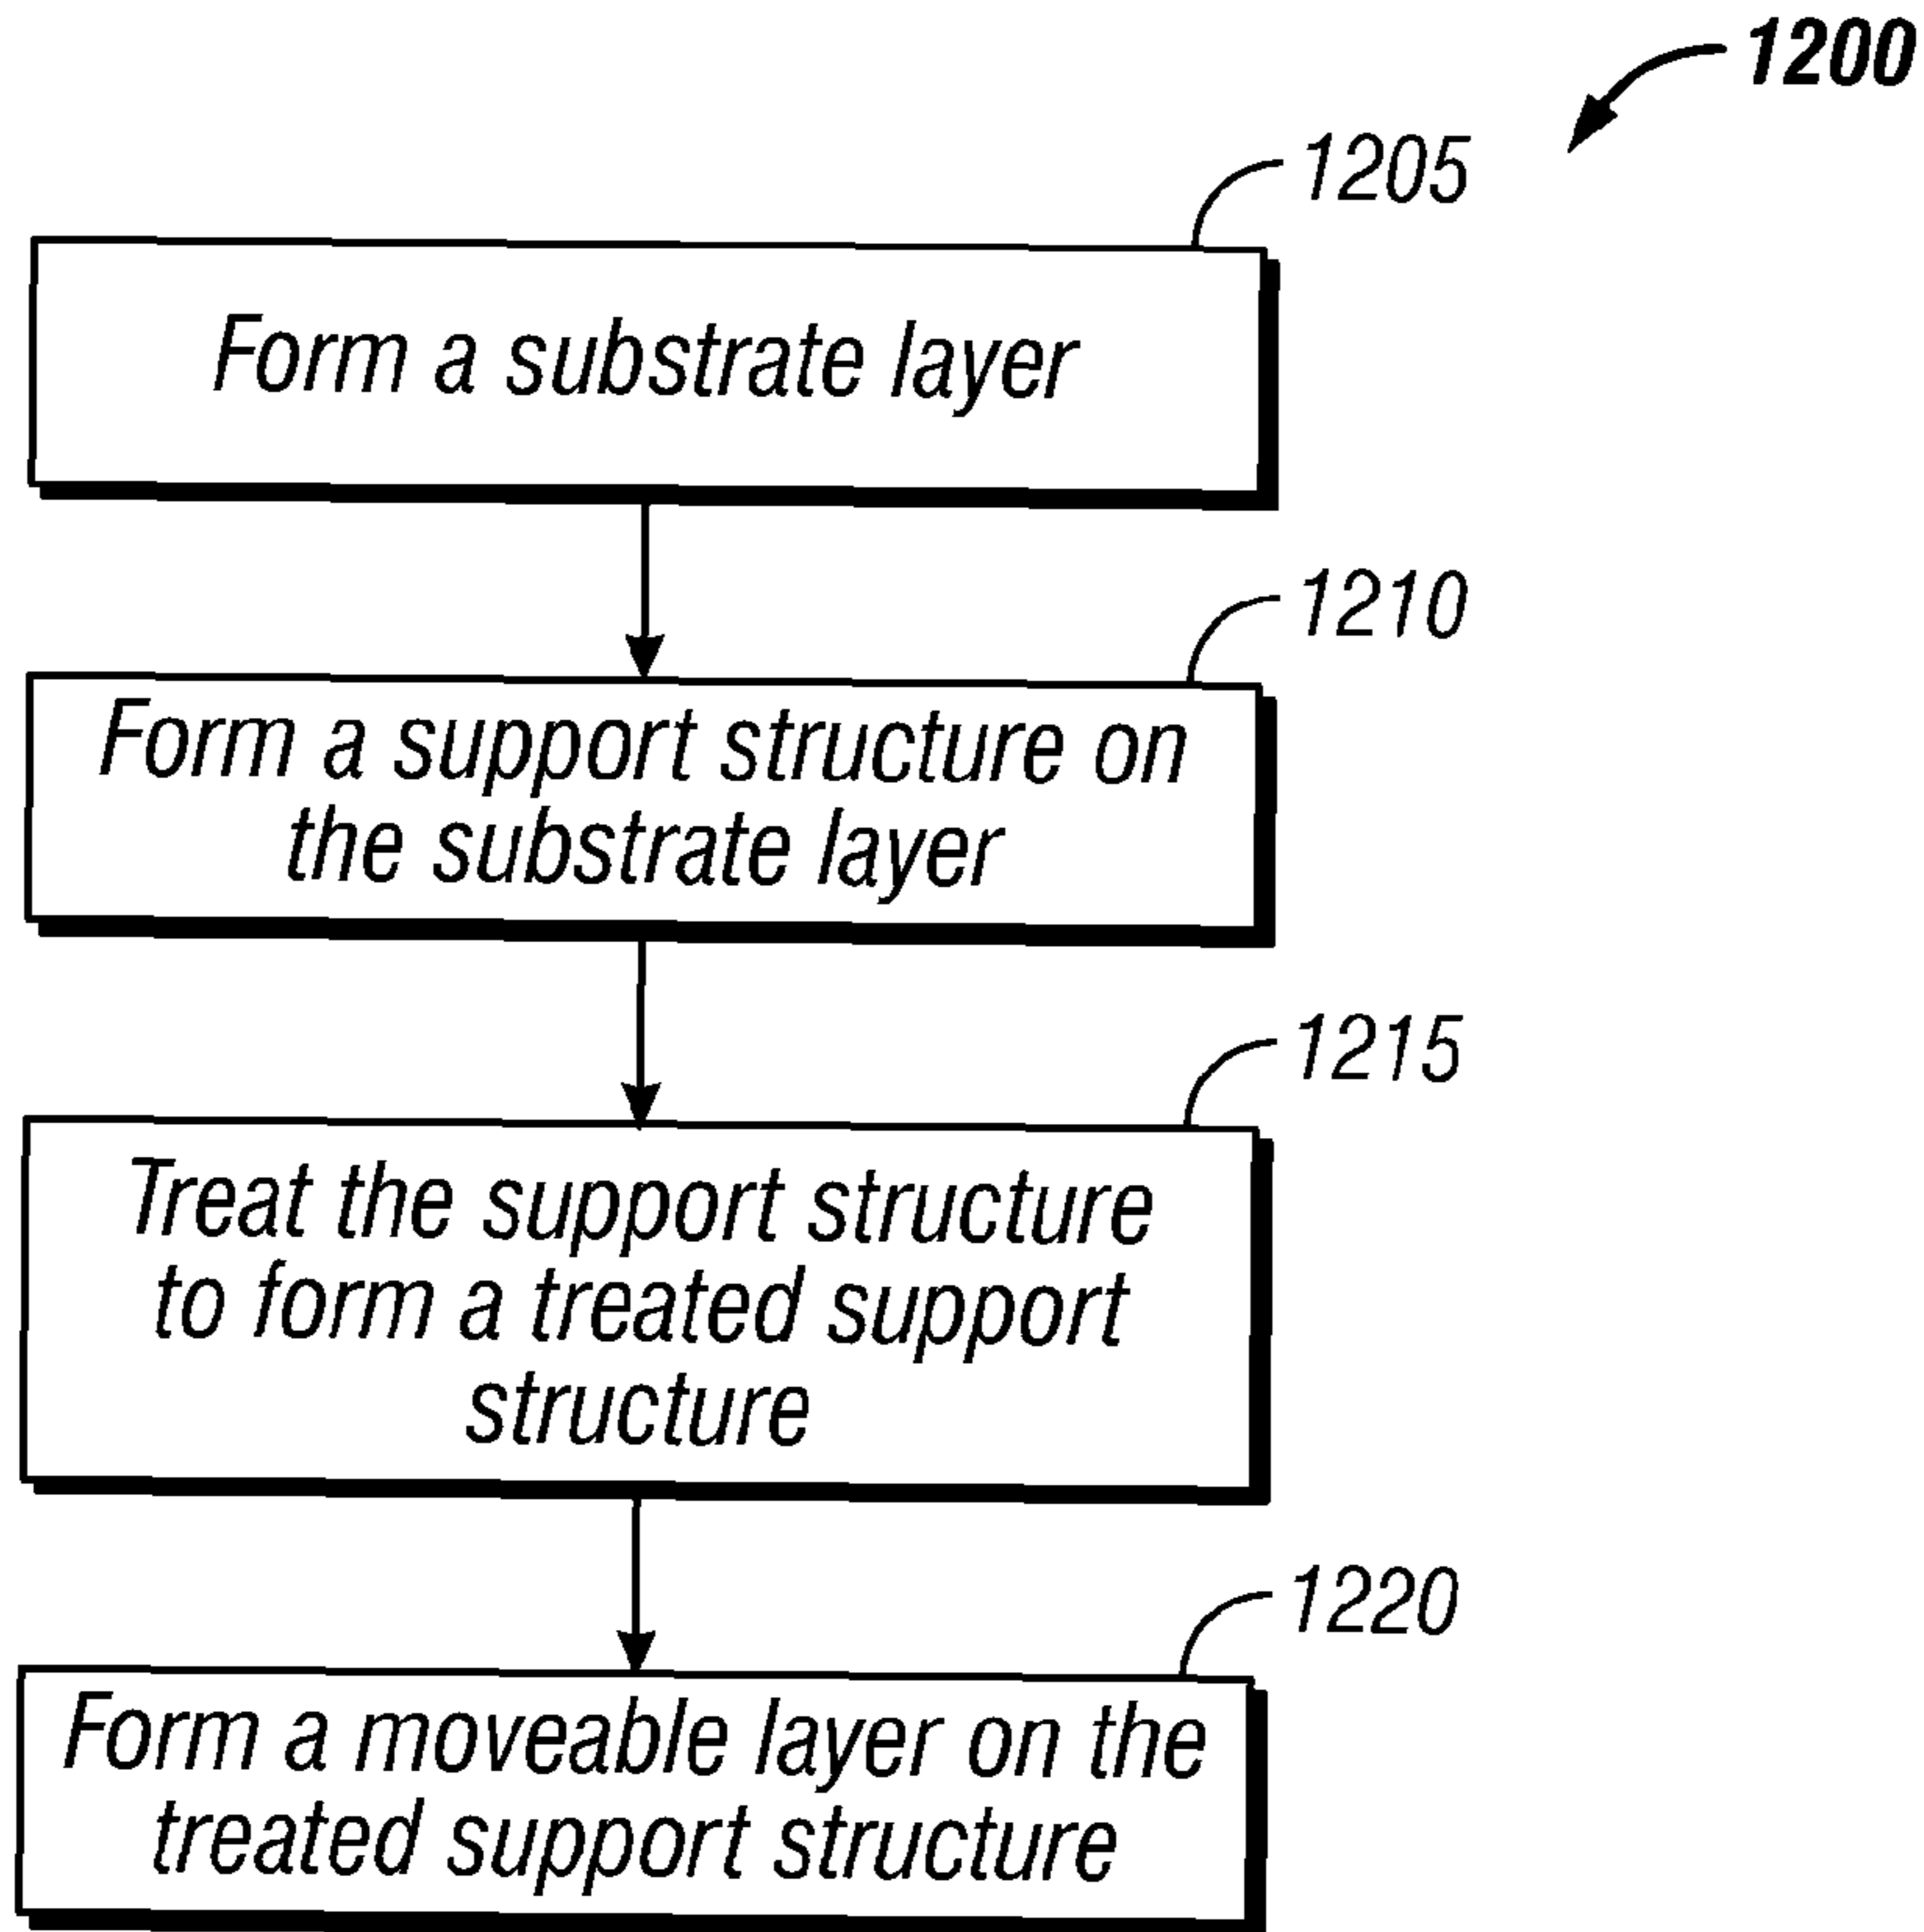 1200
1205
Form a substrate layer
1210
Form a support structure on
the substrate layer
1215
Treat the support structure
to form a treated support
structure
1220
Form a moveable layer on the
treated support structure